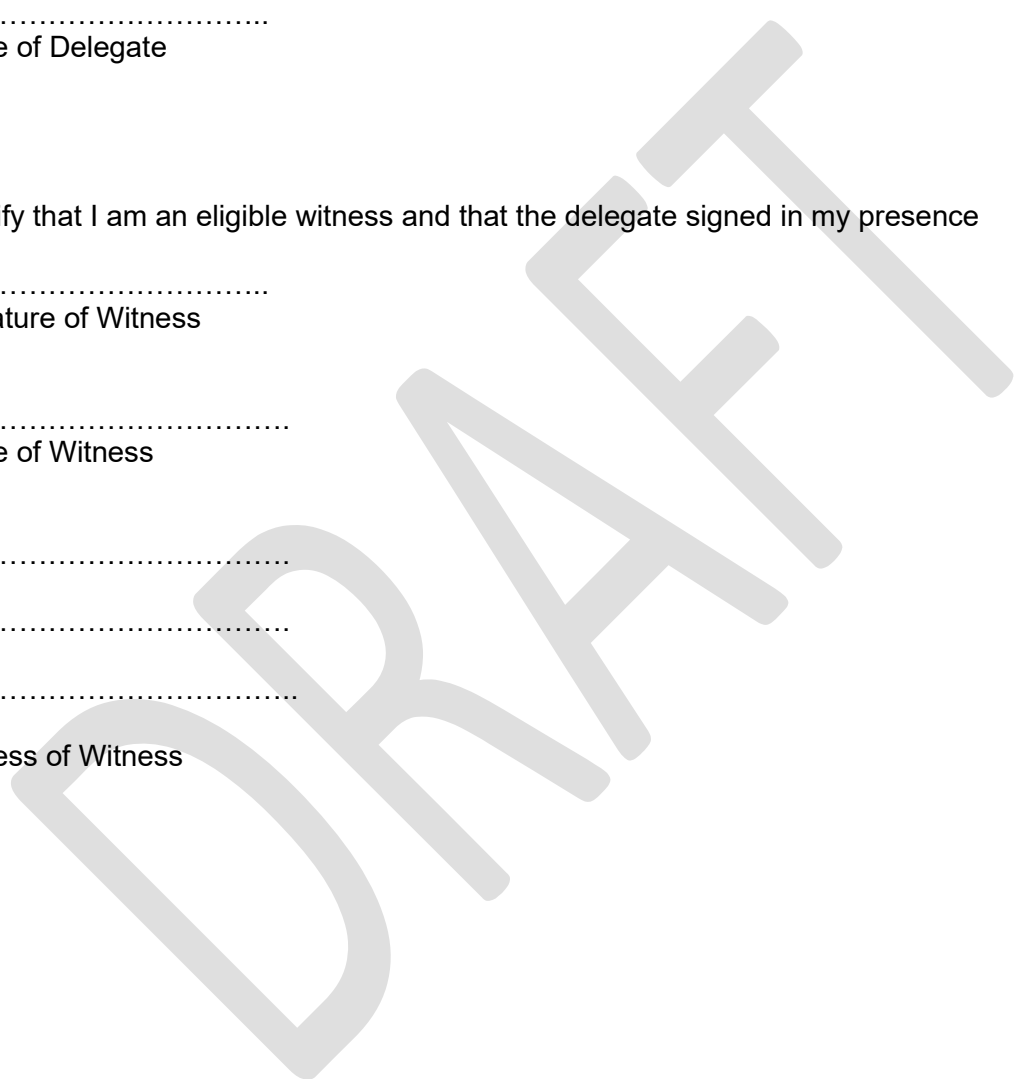 ………………………..
e of Delegate
ify that I am an eligible witness and that the delegate signed in my presence
………………………..
ature of Witness
………………………….
e of Witness
………………………….
………………………….
…………………………..
ess of Witness
DRAFT